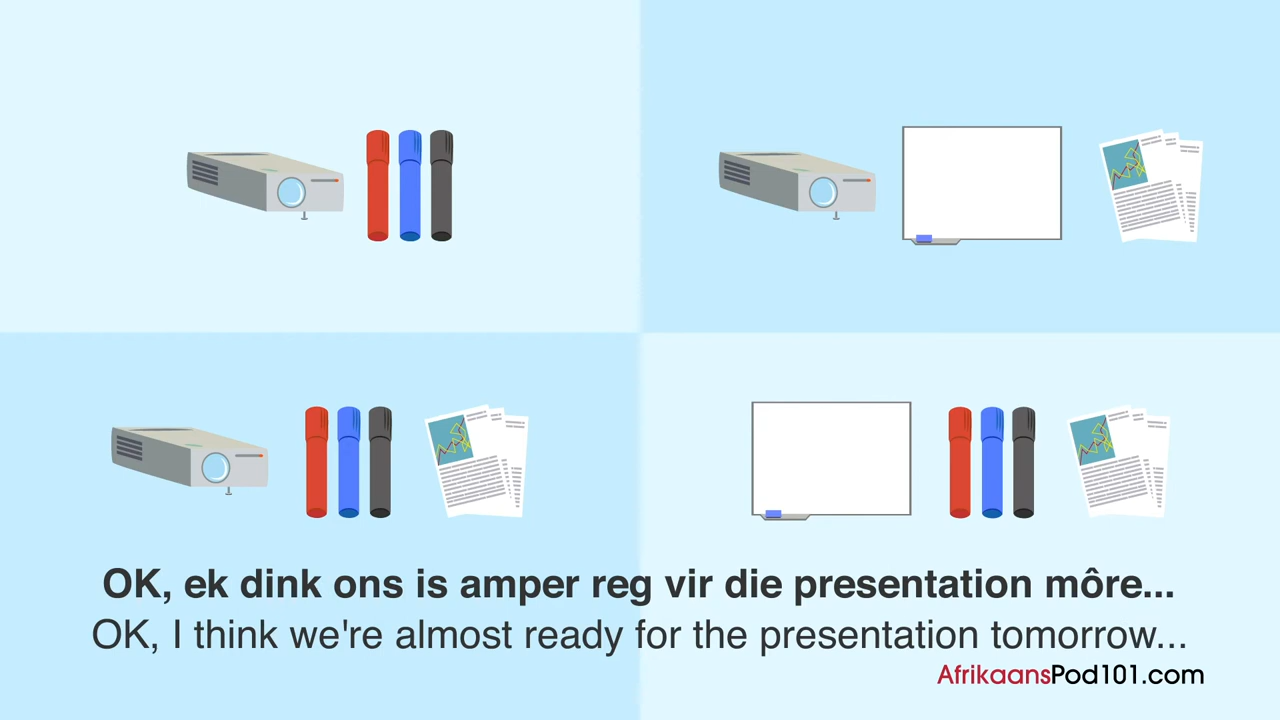 OK, ek dink ons is amper reg vir die presentation môre...
OK, I think we're almost ready for the presentation tomorrow...
AfrikaansPod101.com